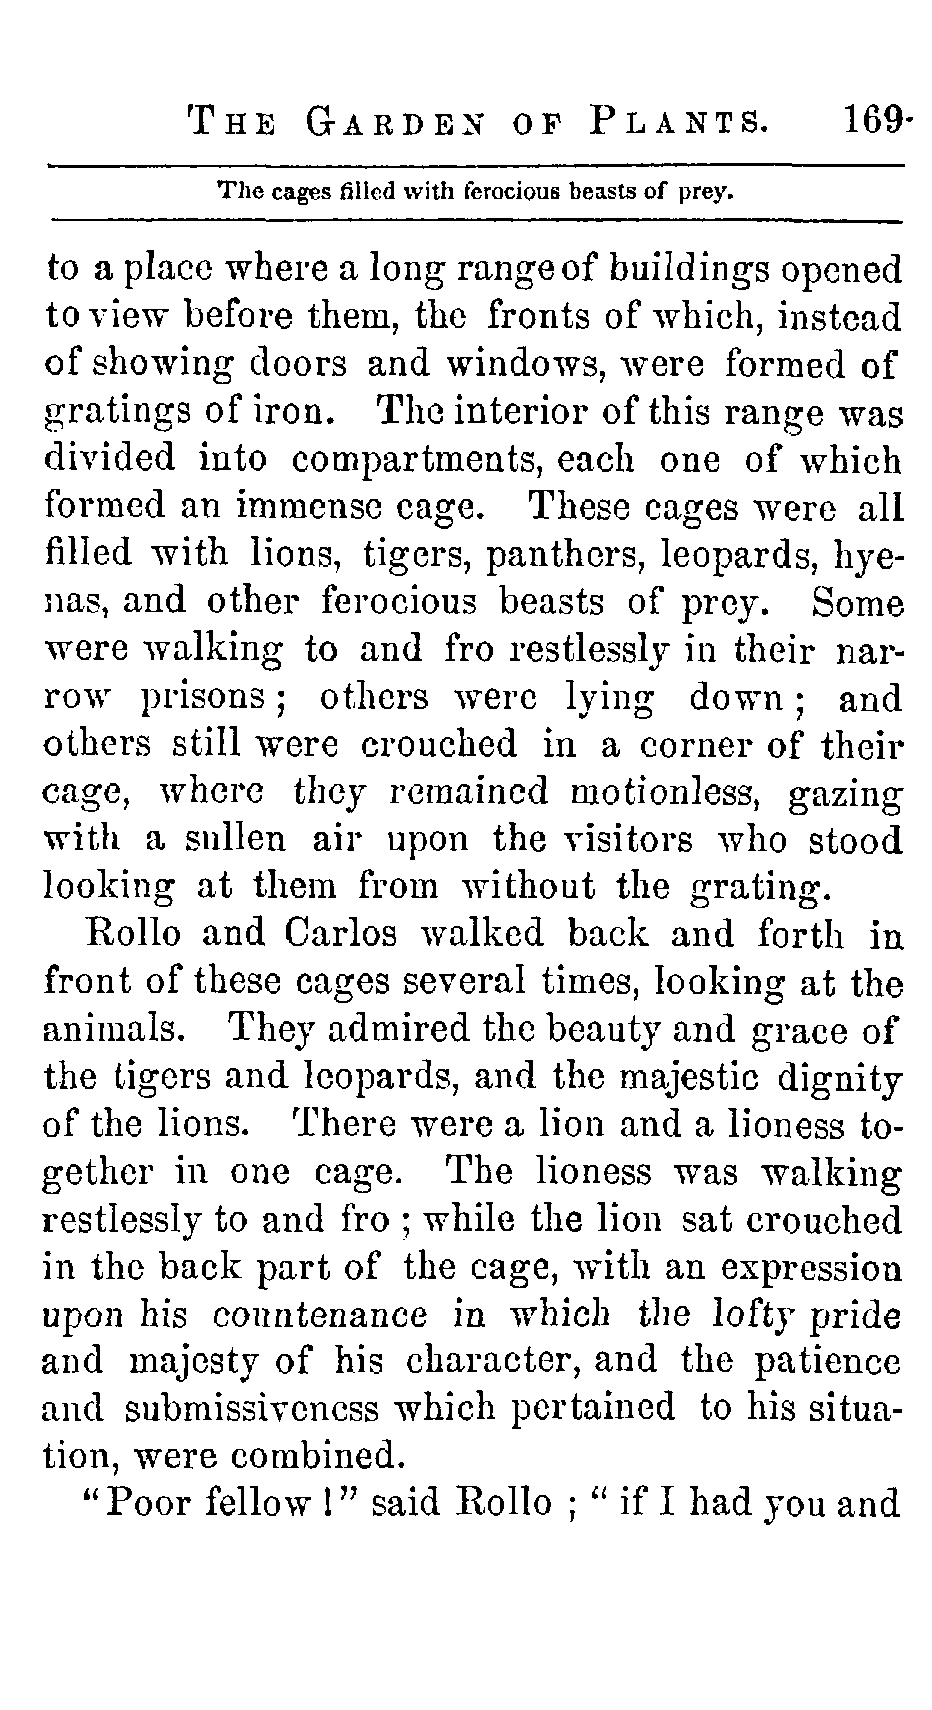 THE GARDEN OF PLANTS. 169
The cages filled with ferocious beasts of prey.
to a place where a long range of buildings opened
to view before them, the fronts of which, instead
of showing doors and windows, were formed of
gratings of iron. The interior of this range was
divided into compartments, each one of which
formed an immense cage. These cages were all
filled with lions, tigers, panthers, leopards, hye-
nas, and other ferocious beasts of prey. Some
were walking to and fro restlessly in their nar-
row prisons; others were lying down; and
others still were crouched in a corner of their
cage, where they remained motionless, gazing
with a sullen air upon the visitors who stood
looking at them from without the grating.
Rollo and Carlos walked back and forth in
front of these cages several times, looking at the
animals. They admired the beauty and grace of
the tigers and leopards, and the majestic dignity
of the lions. There were a lion and a lioness to-
gether in one cage. The lioness was walking
restlessly to and fro; while the lion sat crouched
in the back part of the cage, with an expression
upon his countenance in which the lofty pride
and majesty of his character, and the patience
and submissiveness which pertained to his situa-
tion, were combined.
"Poor fellow!" said Rollo; "if I had you and